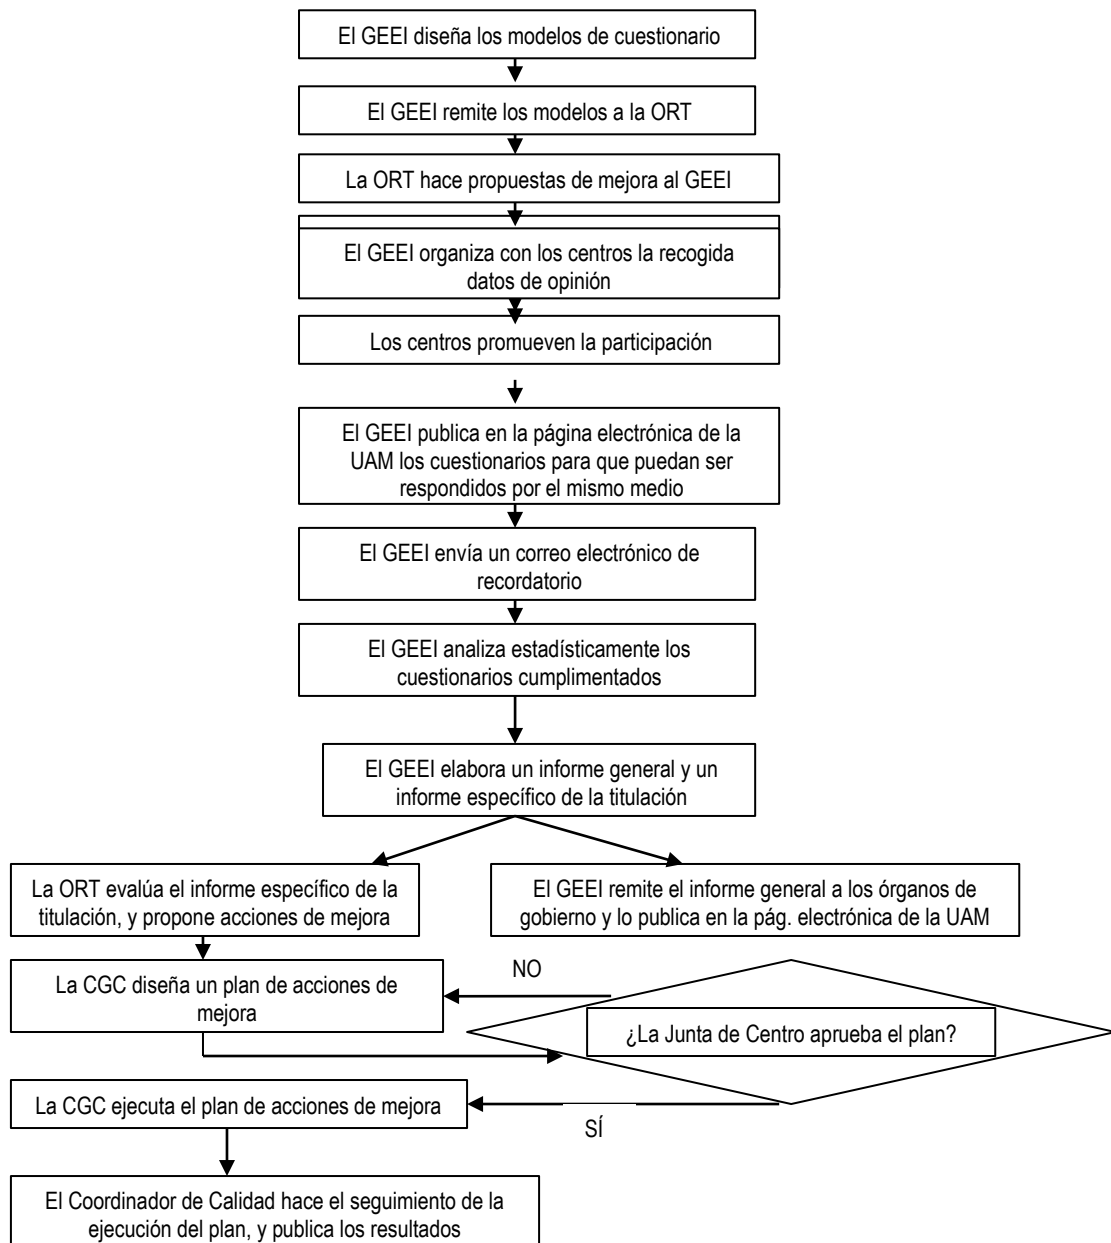 El GEEI diseña los modelos de cuestionario
El GEEI remite los modelos a la ORT
La ORT hace propuestas de mejora al GEEI
El GEEI organiza con los centros la recogida
datos de opinión
Los centros promueven la participación
El GEEI publica en la página electrónica de la
UAM los cuestionarios para que puedan ser
respondidos por el mismo medio
El GEEI envía un correo electrónico de
recordatorio
El GEEI analiza estadísticamente los
cuestionarios cumplimentados
El GEEI elabora un informe general y un
informe específico de la titulación
La ORT evalúa el informe específico de la
titulación, y propone acciones de mejora
El GEEI remite el informe general a los órganos de
gobierno y lo publica en la pág. electrónica de la UAM
La CGC diseña un plan de acciones de
mejora
NO
¿La Junta de Centro aprueba el plan?
La CGC ejecuta el plan de acciones de mejora
SÍ
El Coordinador de Calidad hace el seguimiento de la
ejecución del plan, y publica los resultados